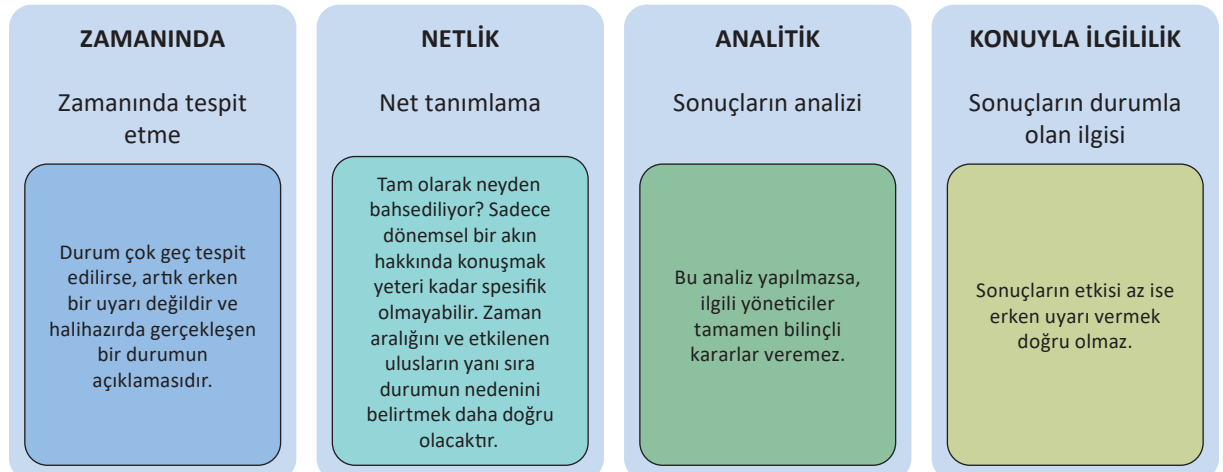 ZAMANINDA
Zamanında tespit
etme
Durum çok geç tespit
edilirse, artık erken
bir uyarı değildir ve
halihazırda gerçekleşen
bir durumun
açıklamasıdır.
NETLİK
Net tanımlama
Tam olarak neyden
bahsediliyor? Sadece
dönemsel bir akın
hakkında konuşmak
yeteri kadar spesifik
olmayabilir. Zaman
aralığını ve etkilenen
ulusların yanı sıra
durumun nedenini
belirtmek daha doğru
olacaktır.
ANALİTİK
Sonuçların analizi
Bu analiz yapılmazsa,
ilgili yöneticiler
tamamen bilinçli
kararlar veremez.
KONUYLA İLGİLİLİK
Sonuçların durumla
olan ilgisi
Sonuçların etkisi az ise
erken uyarı vermek
doğru olmaz.